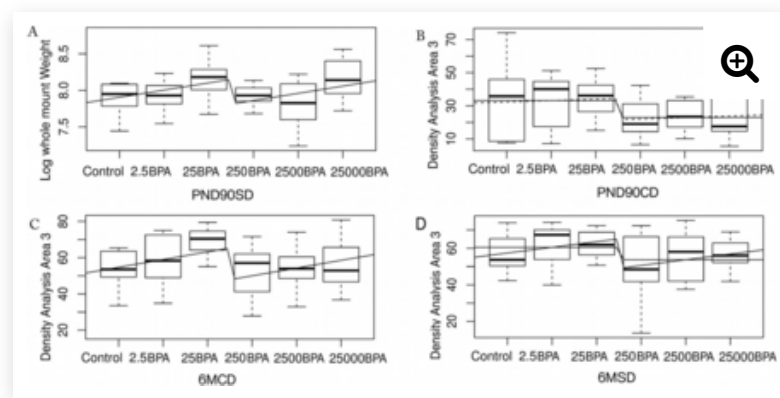 A
Log whole mount Weight
8.5
8.0
7.5
Control 2.5BPA 25BPA 250BPA 2500BPA 25000BPA
PND90SD
B
Density Analysis Area 3
70
50
30
10
Control 2.5BPA 25BPA 250BPA 2500BPA 25000BPA
PND90CD
C
Density Analysis Area 3
80
60
40
20
Control 2.5BPA 25BPA 250BPA 2500BPA 25000BPA
6MCD
D
Density Analysis Area 3
60
40
20
Control 2.5BPA 25BPA 250BPA 2500BPA 25000BPA
6MSD